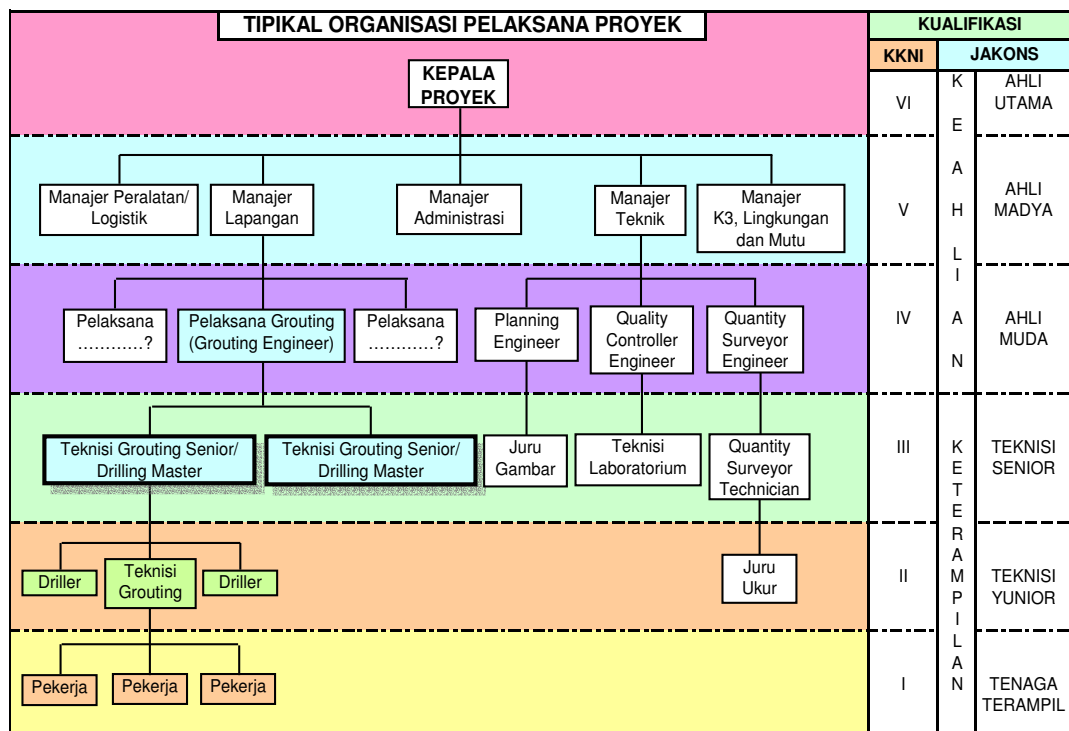 TIPIKAL ORGANISASI PELAKSANA PROYEK
KUALIFIKASI
KKNI
JAKONS
KEPALA
PROYEK
VI
AHLI
UTAMA
Manajer Peralatan/
Logistik
Manajer
Lapangan
Manajer
Administrasi
Manajer
Teknik
Manajer
K3, Lingkungan
dan Mutu
V
AHLI
MADYA
Pelaksana
…………?
Pelaksana Grouting
(Grouting Engineer)
Pelaksana
…………?
Planning
Engineer
Quality
Controller
Engineer
Quantity
Surveyor
Engineer
IV
AHLI
MUDA
K
E
A
H
L
I
A
N
Teknisi Grouting Senior/
Drilling Master
Teknisi Grouting Senior/
Drilling Master
Juru
Gambar
Teknisi
Laboratorium
Quantity
Surveyor
Technician
III
TEKNISI
SENIOR
Driller
Teknisi
Grouting
Driller
Juru
Ukur
II
TEKNISI
YUNIOR
Pekerja
Pekerja
Pekerja
I
TENAGA
TERAMPIL
K
E
T
E
R
A
M
P
I
L
A
N